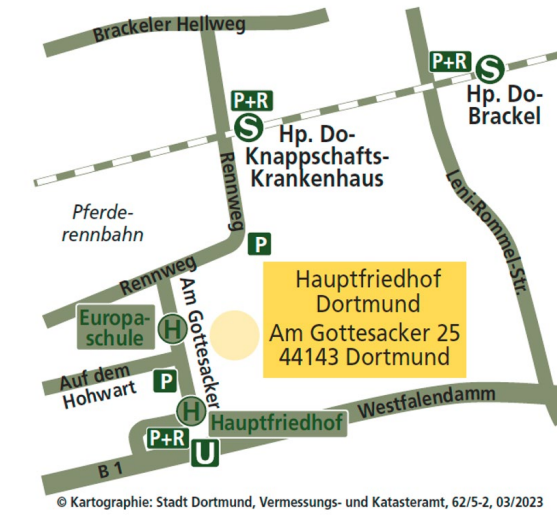 Brackeler Hellweg
P+R
S
Hp. Do-
Brackel
P+R
S
Hp. Do-
Knappschafts-
Krankenhaus
Rennweg
Leni-Rommel-Str.
Pferde-
rennbahn
P
Rennweg
Am Gottesacker
Hauptfriedhof
Dortmund
Am Gottesacker 25
44143 Dortmund
Europa-
schule
H
Auf dem
Hohwart
P
H
Hauptfriedhof
Westfalendamm
P+R
U
B 1
© Kartographie: Stadt Dortmund, Vermessungs- und Katasteramt, 62/5-2, 03/2023